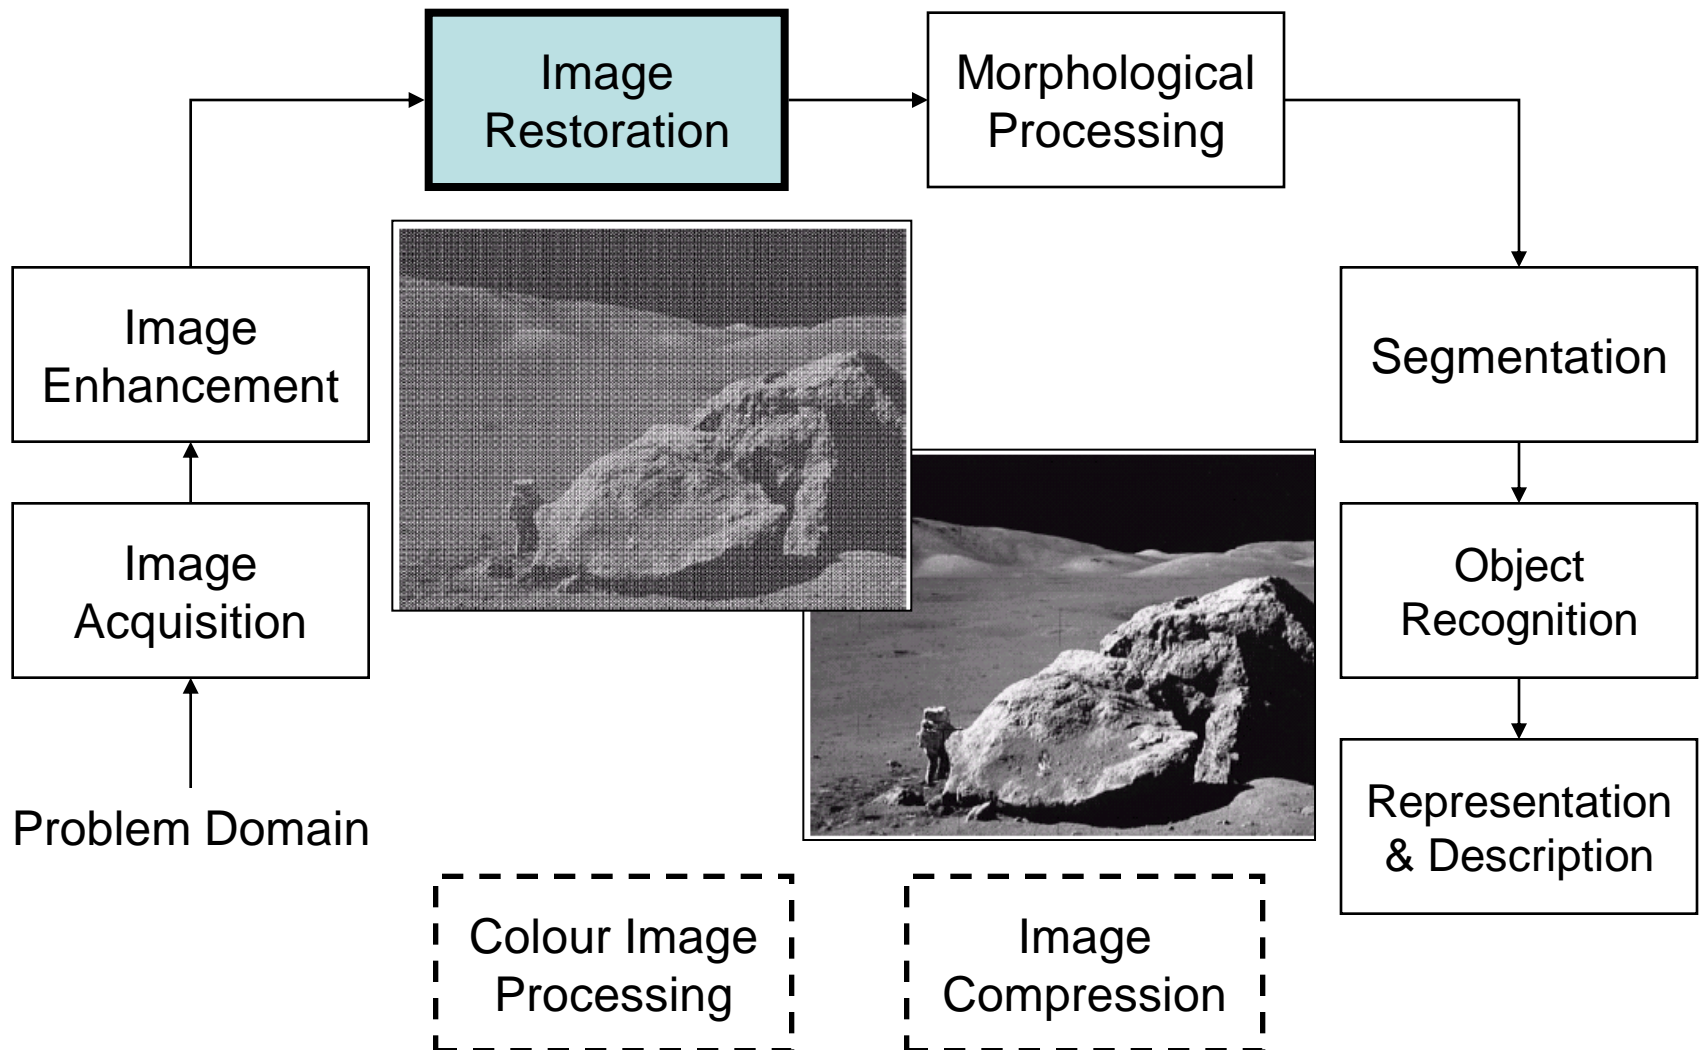 Image
Restoration
Morphological
Processing
Image
Enhancement
Segmentation
Image
Acquisition
Object
Recognition
Problem Domain
Representation
& Description
Colour Image
Processing
Image
Compression